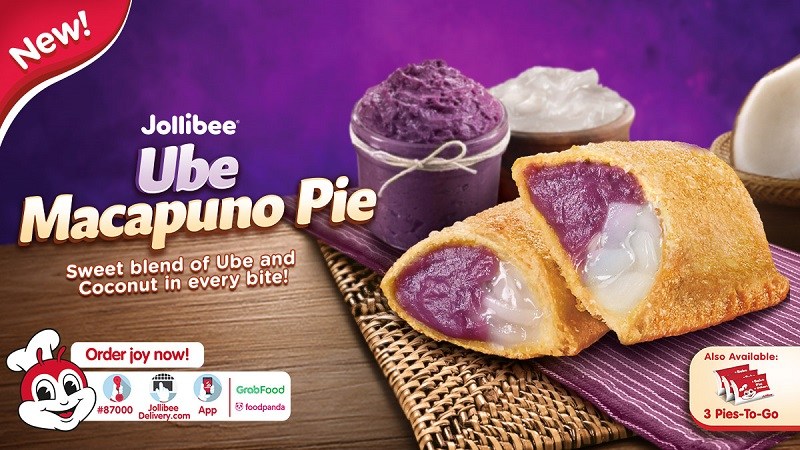 New!
Jollibee
Ube
Macapuno Pie
Sweet blend of Ube and
Coconut in every bite!
Order joy now!
#87000
Jollibee
Delivery.com
App
GrabFood
foodpanda
Also Available:
3 Pies-To-Go